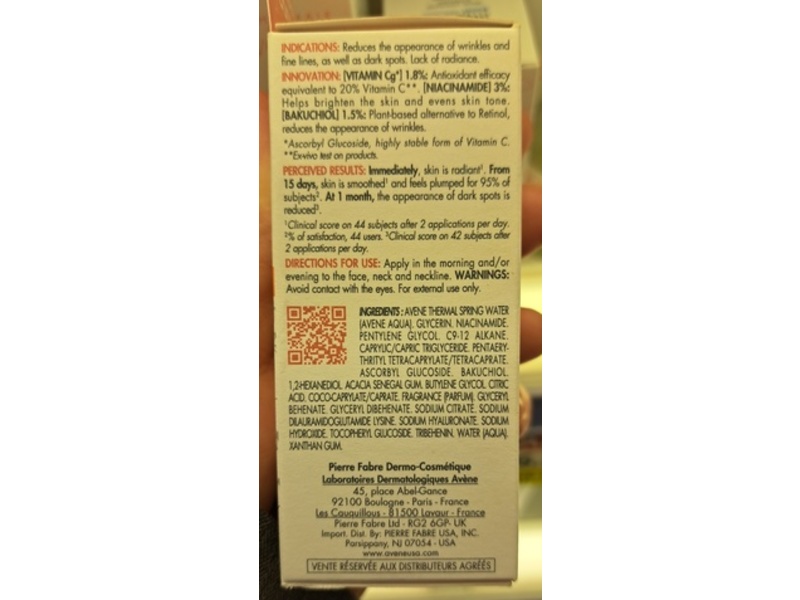 INDICATIONS: Reduces the appearance of wrinkles and
fine lines, as well as dark spots. Lack of radiance.
INNOVATION: [VITAMIN Cg*] 1.8%: Antioxidant efficacy
equivalent to 20% Vitamin C**. [NIACINAMIDE] 3%:
Helps brighten the skin and evens skin tone.
[BAKUCHIOL] 1.5%: Plant-based alternative to Retinol,
reduces the appearance of wrinkles.
*Ascorbyl Glucoside, highly stable form of Vitamin C.
**Ex-vivo test on products.
PERCEIVED RESULTS: Immediately, skin is radiant¹. From
15 days, skin is smoothed¹ and feels plumped for 95% of
subjects². At 1 month, the appearance of dark spots is
reduced³.
¹Clinical score on 44 subjects after 2 applications per day.
²% of satisfaction, 44 users. ³Clinical score on 42 subjects after
2 applications per day.
DIRECTIONS FOR USE: Apply in the morning and/or
evening to the face, neck and neckline. WARNINGS:
Avoid contact with the eyes. For external use only.
INGREDIENTS: AVENE THERMAL SPRING WATER
(AVENE AQUA). GLYCERIN. NIACINAMIDE.
PENTYLENE GLYCOL. C9-12 ALKANE.
CAPRYLIC/CAPRIC TRIGLYCERIDE. PENTAERY-
THRITYL TETRACAPRYLATE/TETRACAPRATE.
ASCORBYL GLUCOSIDE. BAKUCHIOL.
1,2-HEXANEDIOL. ACACIA SENEGAL GUM. BUTYLENE GLYCOL. CITRIC
ACID. COCO-CAPRYLATE/CAPRATE. FRAGRANCE (PARFUM). GLYCERYL
BEHENATE. GLYCERYL DIBEHENATE. SODIUM CITRATE. SODIUM
DILAURAMIDOGLUTAMIDE LYSINE. SODIUM HYALURONATE. SODIUM
HYDROXIDE. TOCOPHERYL GLUCOSIDE. TRIBEHENIN. WATER (AQUA).
XANTHAN GUM.
Pierre Fabre Dermo-Cosmétique
Laboratoires Dermatologiques Avène
45, place Abel-Gance
92100 Boulogne - Paris - France
Les Cauquillous - 81500 Lavaur - France
Pierre Fabre Ltd - RG2 6GP- UK
Import. Dist. By: PIERRE FABRE USA, INC.
Parsippany, NJ 07054 - USA
www.aveneusa.com
VENTE RÉSERVÉE AUX DISTRIBUTEURS AGRÉÉS